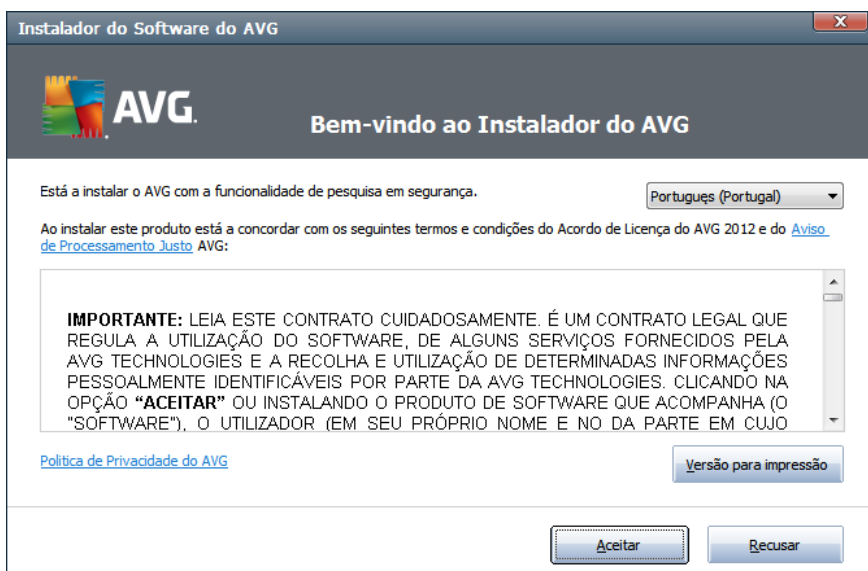 Instalador do Software do AVG
AVG.
Bem-vindo ao Instalador do AVG
Está a instalar o AVG com a funcionalidade de pesquisa em segurança.
Portuguęs (Portugal)
Ao instalar este produto está a concordar com os seguintes termos e condições do Acordo de Licença do AVG 2012 e do Aviso
de Processamento Justo AVG:
IMPORTANTE: LEIA ESTE CONTRATO CUIDADOSAMENTE. É UM CONTRATO LEGAL QUE
REGULA A UTILIZAÇÃO DO SOFTWARE, DE ALGUNS SERVIÇOS FORNECIDOS PELA
AVG TECHNOLOGIES E A RECOLHA E UTILIZAÇÃO DE DETERMINADAS INFORMAÇÕES
PESSOALMENTE IDENTIFICÁVEIS POR PARTE DA AVG TECHNOLOGIES. CLICANDO NA
OPÇÃO “ACEITAR” OU INSTALANDO O PRODUTO DE SOFTWARE QUE ACOMPANHA (O
"SOFTWARE"), O UTILIZADOR (EM SEU PRÓPRIO NOME E NO DA PARTE EM CUJO
Politica de Privacidade do AVG
Versão para impressão
Aceitar
Recusar